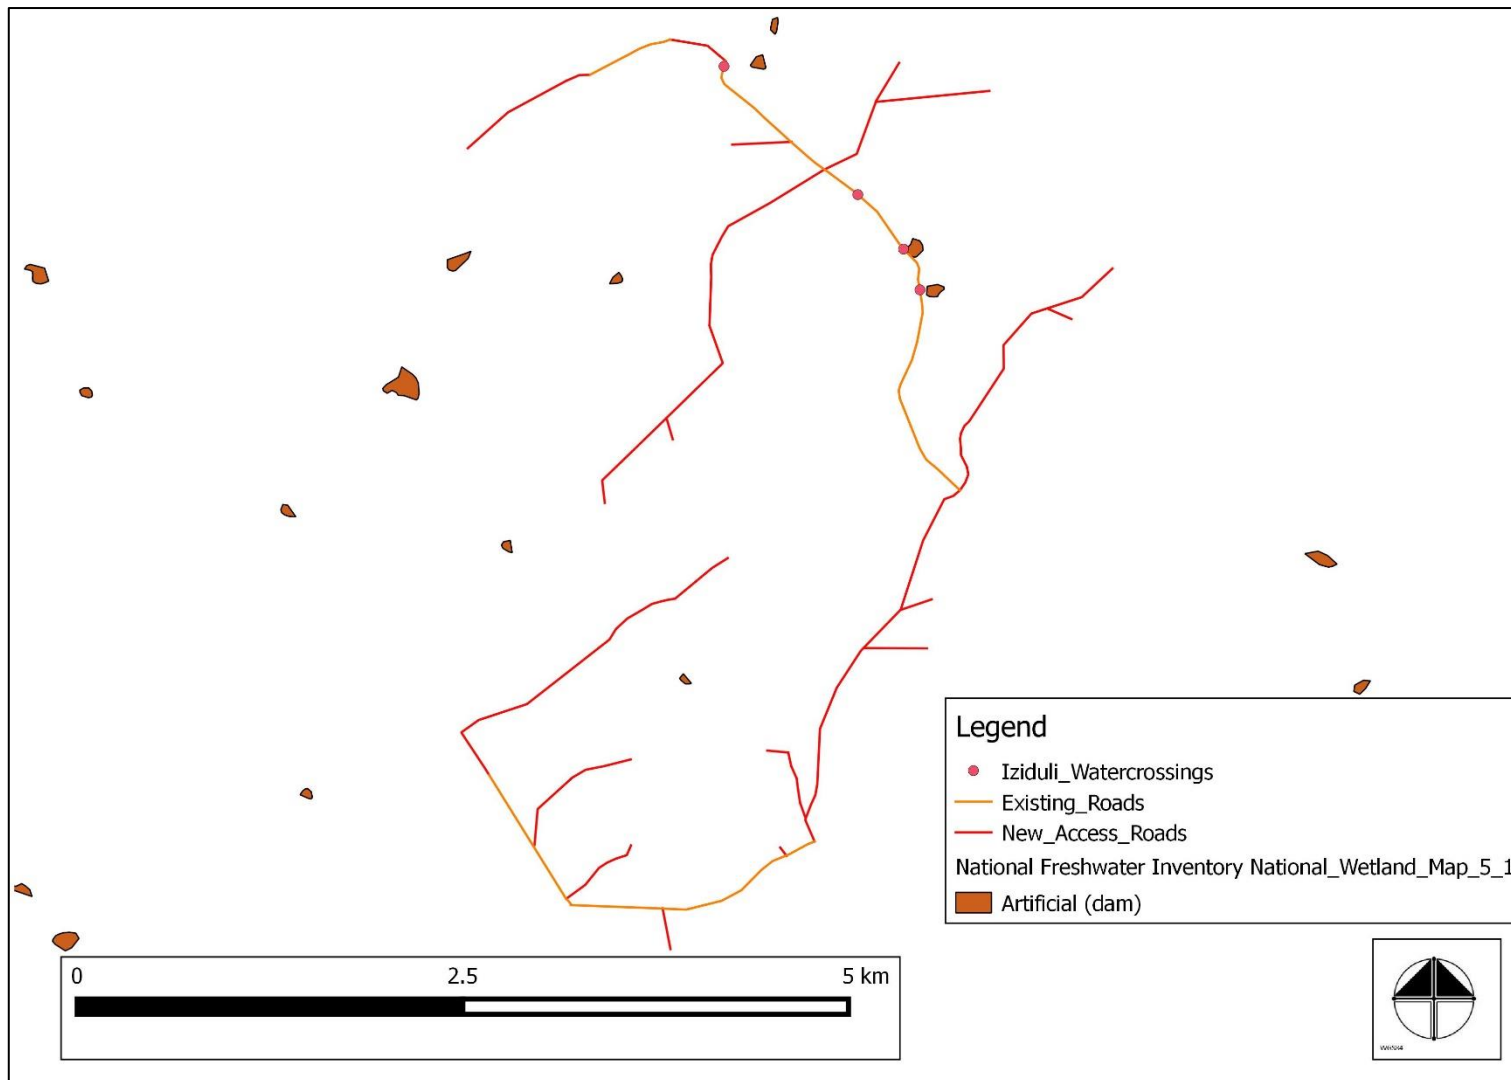 Legend
Iziduli_Watercrossings
Existing_Roads
New_Access_Roads
National Freshwater Inventory National_Wetland_Map_5_1
Artificial (dam)
0 2.5 5 km